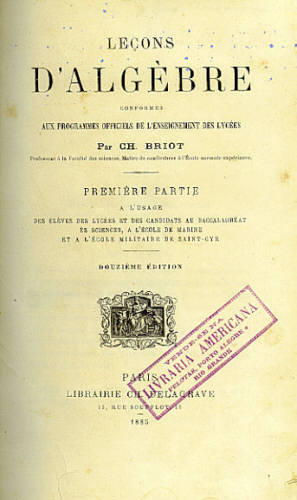 LEÇONS
D'ALGÈBRE
CONFORMES
AUX PROGRAMMES OFFICIELS DE L'ENSEIGNEMENT DES LYCÉES
PAR CH. BRIOT
Professeur à la Faculté des sciences, Maître de conférences à l'École normale supérieure.
PREMIÈRE PARTIE
A L'USAGE
DES ÉLÈVES DES LYCÉES ET DES CANDIDATS AU BACCALAURÉAT
ÈS SCIENCES, A L'ÉCOLE DE MARINE
ET A L'ÉCOLE MILITAIRE DE SAINT-CYR
DOUZIÈME ÉDITION
VENDE-SE NA
LIVRARIA AMERICANA
PELOTAS, PORTO ALEGRE
RIO GRANDE
PARIS
LIBRAIRIE CH. DELAGRAVE
15, RUE SOUFFLOT, 15
1885